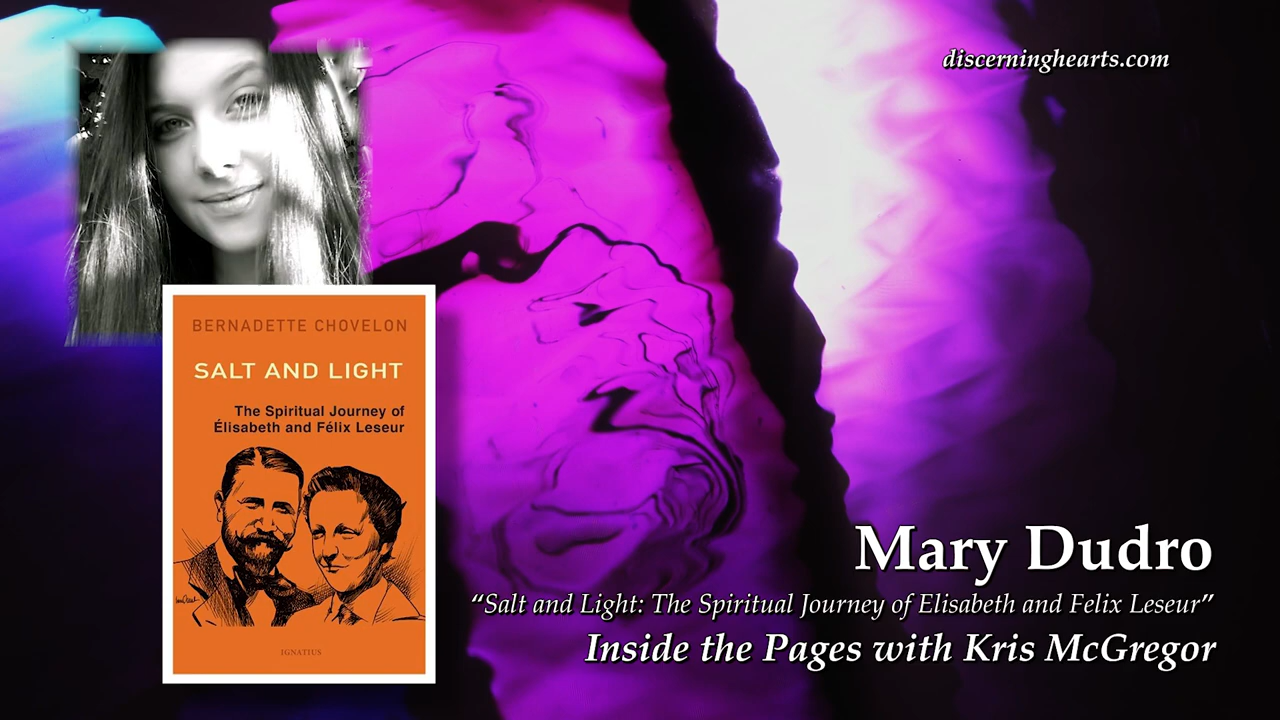 discerninghearts.com
BERNADETTE CHOVELON
SALT AND LIGHT
The Spiritual Journey of
Élisabeth and Félix Leseur
IGNATIUS
Mary Dudro
“Salt and Light: The Spiritual Journey of Elisabeth and Felix Leseur”
Inside the Pages with Kris McGregor